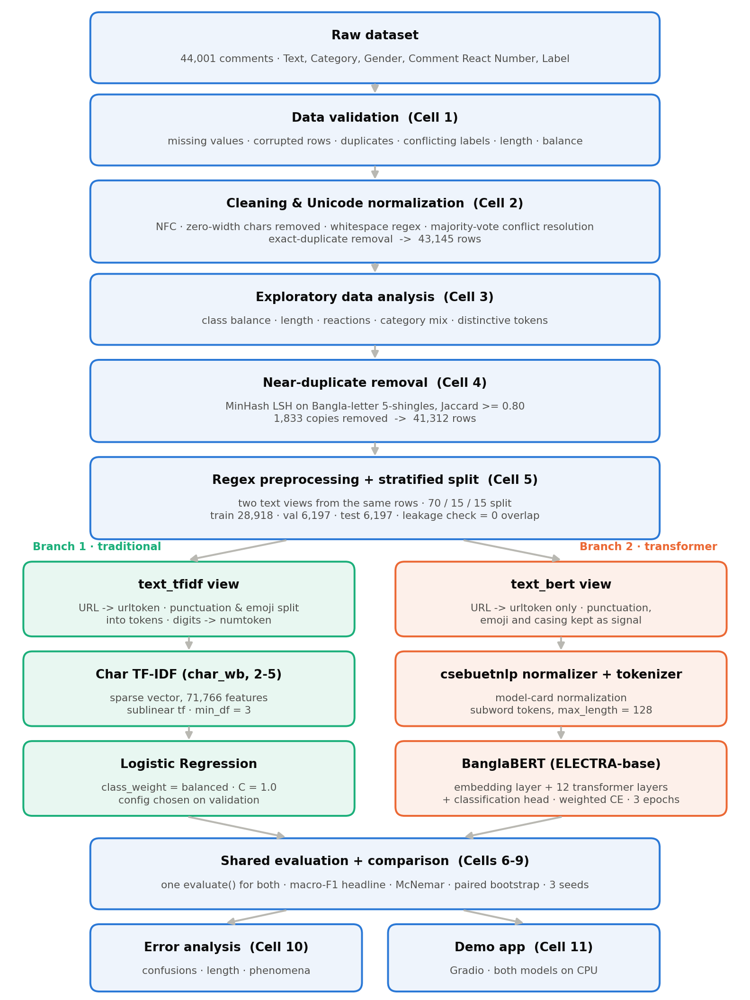 Raw dataset
44,001 comments · Text, Category, Gender, Comment React Number, Label
Data validation  (Cell 1)
missing values · corrupted rows · duplicates · conflicting labels · length · balance
Cleaning & Unicode normalization  (Cell 2)
NFC · zero-width chars removed · whitespace regex · majority-vote conflict resolution
exact-duplicate removal  ->  43,145 rows
Exploratory data analysis  (Cell 3)
class balance · length · reactions · category mix · distinctive tokens
Near-duplicate removal  (Cell 4)
MinHash LSH on Bangla-letter 5-shingles, Jaccard >= 0.80
1,833 copies removed  ->  41,312 rows
Regex preprocessing + stratified split  (Cell 5)
two text views from the same rows · 70 / 15 / 15 split
train 28,918 · val 6,197 · test 6,197 · leakage check = 0 overlap
Branch 1 · traditional
text_tfidf view
URL -> urltoken · punctuation & emoji split
into tokens · digits -> numtoken
Char TF-IDF (char_wb, 2-5)
sparse vector, 71,766 features
sublinear tf · min_df = 3
Logistic Regression
class_weight = balanced · C = 1.0
config chosen on validation
Branch 2 · transformer
text_bert view
URL -> urltoken only · punctuation,
emoji and casing kept as signal
csebuetnlp normalizer + tokenizer
model-card normalization
subword tokens, max_length = 128
BanglaBERT (ELECTRA-base)
embedding layer + 12 transformer layers
+ classification head · weighted CE · 3 epochs
Shared evaluation + comparison  (Cells 6-9)
one evaluate() for both · macro-F1 headline · McNemar · paired bootstrap · 3 seeds
Error analysis  (Cell 10)
confusions · length · phenomena
Demo app  (Cell 11)
Gradio · both models on CPU